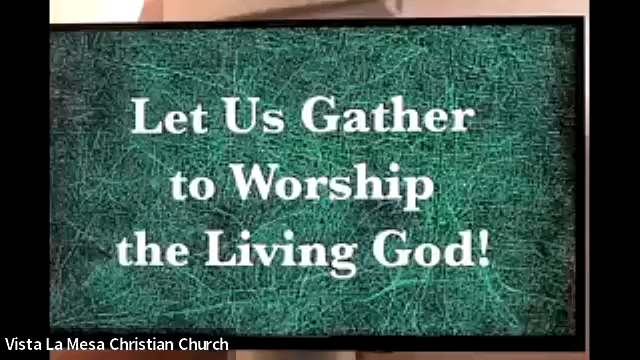 Let Us Gather
to Worship
the Living God!
Vista La Mesa Christian Church